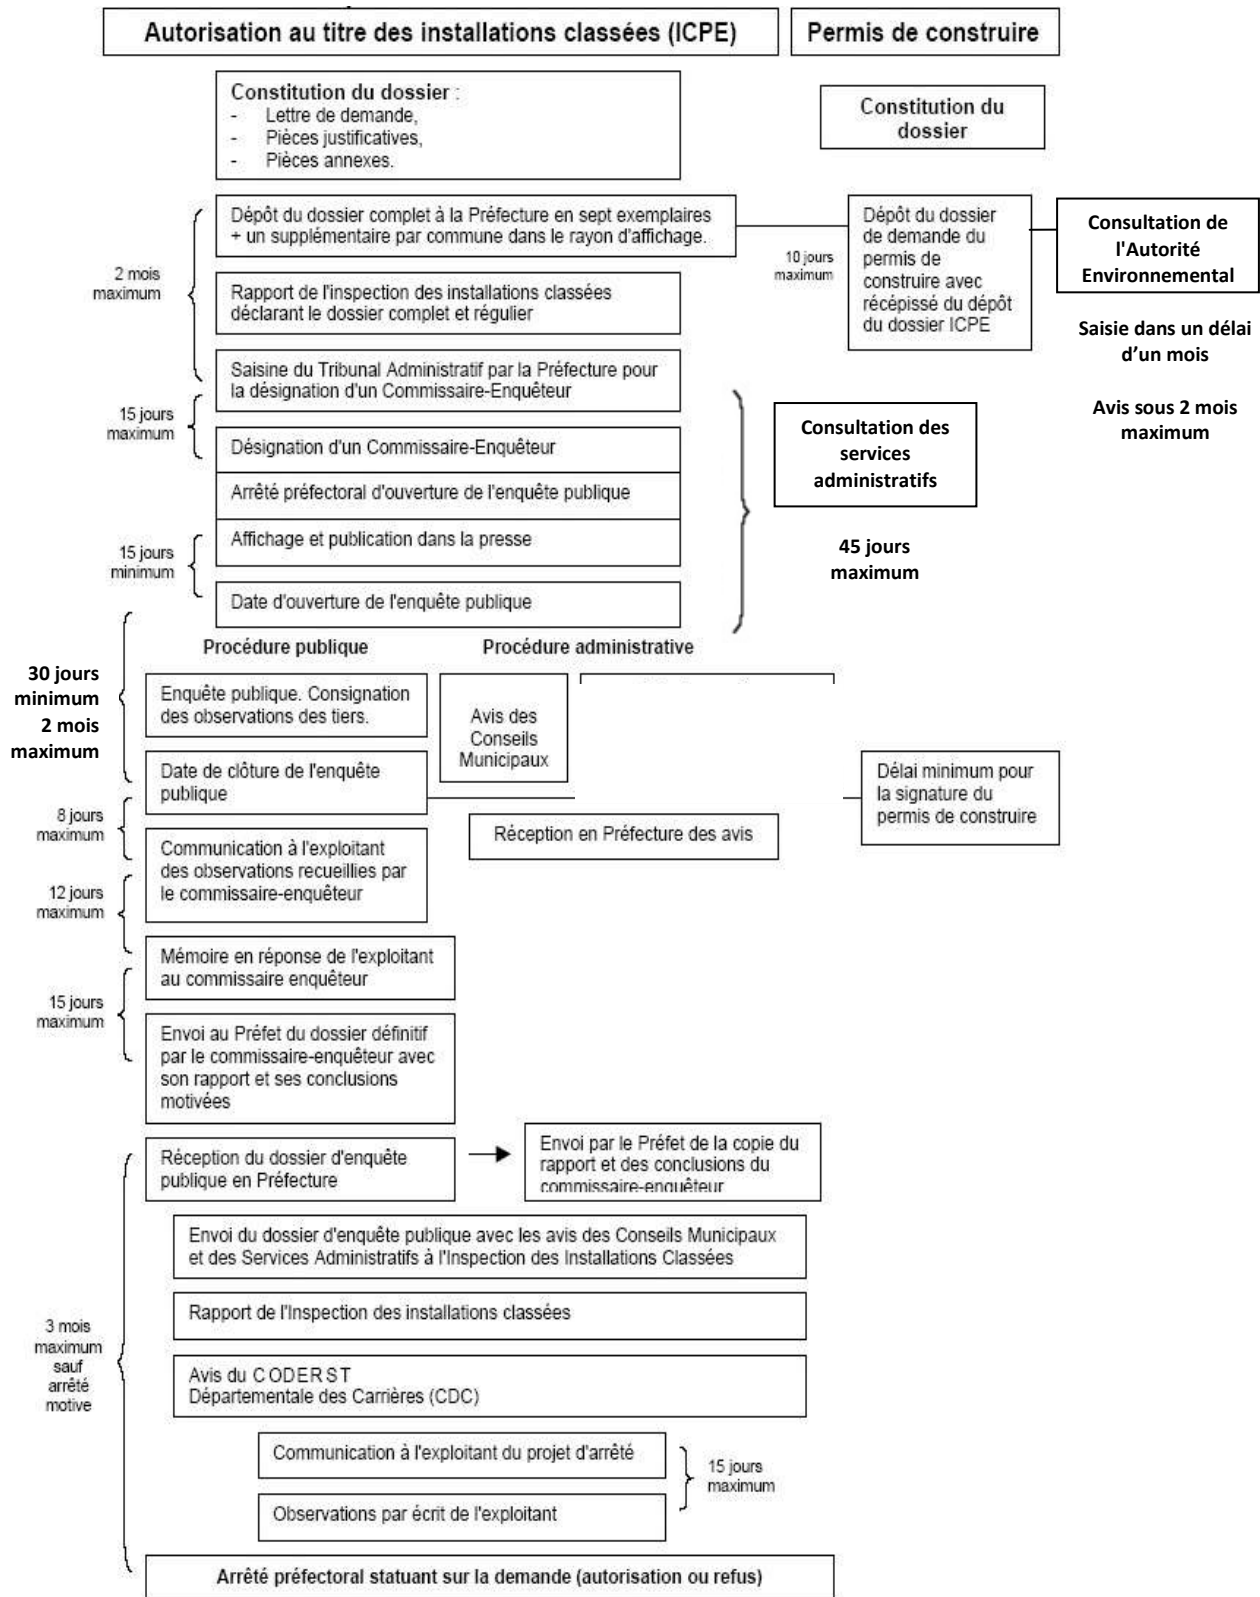 Autorisation au titre des installations classées (ICPE)
Permis de construire
Constitution du dossier :
- Lettre de demande,
- Pièces justificatives,
- Pièces annexes.
Constitution du
dossier
2 mois
maximum
Dépôt du dossier complet à la Préfecture en sept exemplaires
+ un supplémentaire par commune dans le rayon d'affichage.
10 jours
maximum
Dépôt du dossier
de demande du
permis de
construire avec
récépissé du dépôt
du dossier ICPE
Consultation de
l'Autorité
Environnemental
Saisie dans un délai
d’un mois
Avis sous 2 mois
maximum
Rapport de l'inspection des installations classées
déclarant le dossier complet et régulier
Saisine du Tribunal Administratif par la Préfecture pour
la désignation d'un Commissaire-Enquêteur
15 jours
maximum
Désignation d'un Commissaire-Enquêteur
Consultation des
services
administratifs
45 jours
maximum
Arrêté préfectoral d'ouverture de l'enquête publique
15 jours
minimum
Affichage et publication dans la presse
Date d'ouverture de l'enquête publique
Procédure publique
Procédure administrative
30 jours
minimum
2 mois
maximum
Enquête publique. Consignation
des observations des tiers.
Avis des
Conseils
Municipaux
Date de clôture de l'enquête
publique
Délai minimum pour
la signature du
permis de construire
8 jours
maximum
Réception en Préfecture des avis
Communication à l'exploitant
des observations recueillies par
le commissaire-enquêteur
12 jours
maximum
Mémoire en réponse de l'exploitant
au commissaire enquêteur
15 jours
maximum
Envoi au Préfet du dossier définitif
par le commissaire-enquêteur avec
son rapport et ses conclusions
motivées
Réception du dossier d'enquête
publique en Préfecture
Envoi par le Préfet de la copie du
rapport et des conclusions du
commissaire-enquêteur
3 mois
maximum
sauf
arrêté
motive
Envoi du dossier d'enquête publique avec les avis des Conseils Municipaux
et des Services Administratifs à l'Inspection des Installations Classées
Rapport de l'Inspection des installations classées
Avis du CODERST
Départementale des Carrières (CDC)
Communication à l'exploitant du projet d'arrêté
15 jours
maximum
Observations par écrit de l'exploitant
Arrêté préfectoral statuant sur la demande (autorisation ou refus)